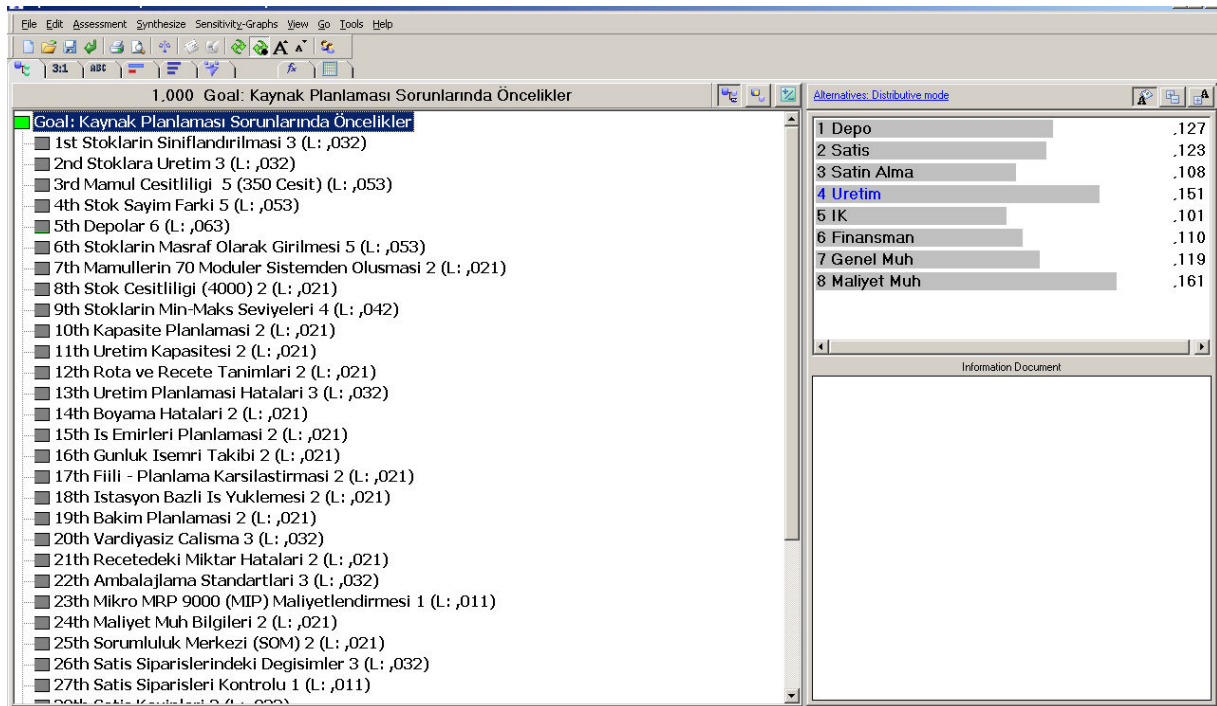 File Edit Assessment Synthesize Sensitivity-Graphs View Go Tools Help
A A
3:1 ABC fx
1,000 Goal: Kaynak Planlaması Sorunlarında Öncelikler
Alternatives: Distributive mode
Goal: Kaynak Planlaması Sorunlarında Öncelikler
1st Stoklarin Siniflandırilmasi 3 (L: ,032)
2nd Stoklara Uretim 3 (L: ,032)
3rd Mamul Cesitliligi 5 (350 Cesit) (L: ,053)
4th Stok Sayim Farki 5 (L: ,053)
5th Depolar 6 (L: ,063)
6th Stoklarin Masraf Olarak Girilmesi 5 (L: ,053)
7th Mamullerin 70 Moduler Sistemden Olusmasi 2 (L: ,021)
8th Stok Cesitliligi (4000) 2 (L: ,021)
9th Stoklarin Min-Maks Seviyeleri 4 (L: ,042)
10th Kapasite Planlamasi 2 (L: ,021)
11th Uretim Kapasitesi 2 (L: ,021)
12th Rota ve Recete Tanimlari 2 (L: ,021)
13th Uretim Planlamasi Hatalari 3 (L: ,032)
14th Boyama Hatalari 2 (L: ,021)
15th Is Emirleri Planlamasi 2 (L: ,021)
16th Gunluk Isemri Takibi 2 (L: ,021)
17th Fiili - Planlama Karsilastirmasi 2 (L: ,021)
18th Istasyon Bazli Is Yuklemesi 2 (L: ,021)
19th Bakim Planlamasi 2 (L: ,021)
20th Vardiyasiz Calisma 3 (L: ,032)
21th Recetedeki Miktar Hatalari 2 (L: ,021)
22th Ambalajlama Standartlari 3 (L: ,032)
23th Mikro MRP 9000 (MIP) Maliyetlendirmesi 1 (L: ,011)
24th Maliyet Muh Bilgileri 2 (L: ,021)
25th Sorumluluk Merkezi (SOM) 2 (L: ,021)
26th Satis Siparislerindeki Degisimler 3 (L: ,032)
27th Satis Siparisleri Kontrolu 1 (L: ,011)
1 Depo ,127
2 Satis ,123
3 Satin Alma ,108
4 Uretim ,151
5 IK ,101
6 Finansman ,110
7 Genel Muh ,119
8 Maliyet Muh ,161
Information Document